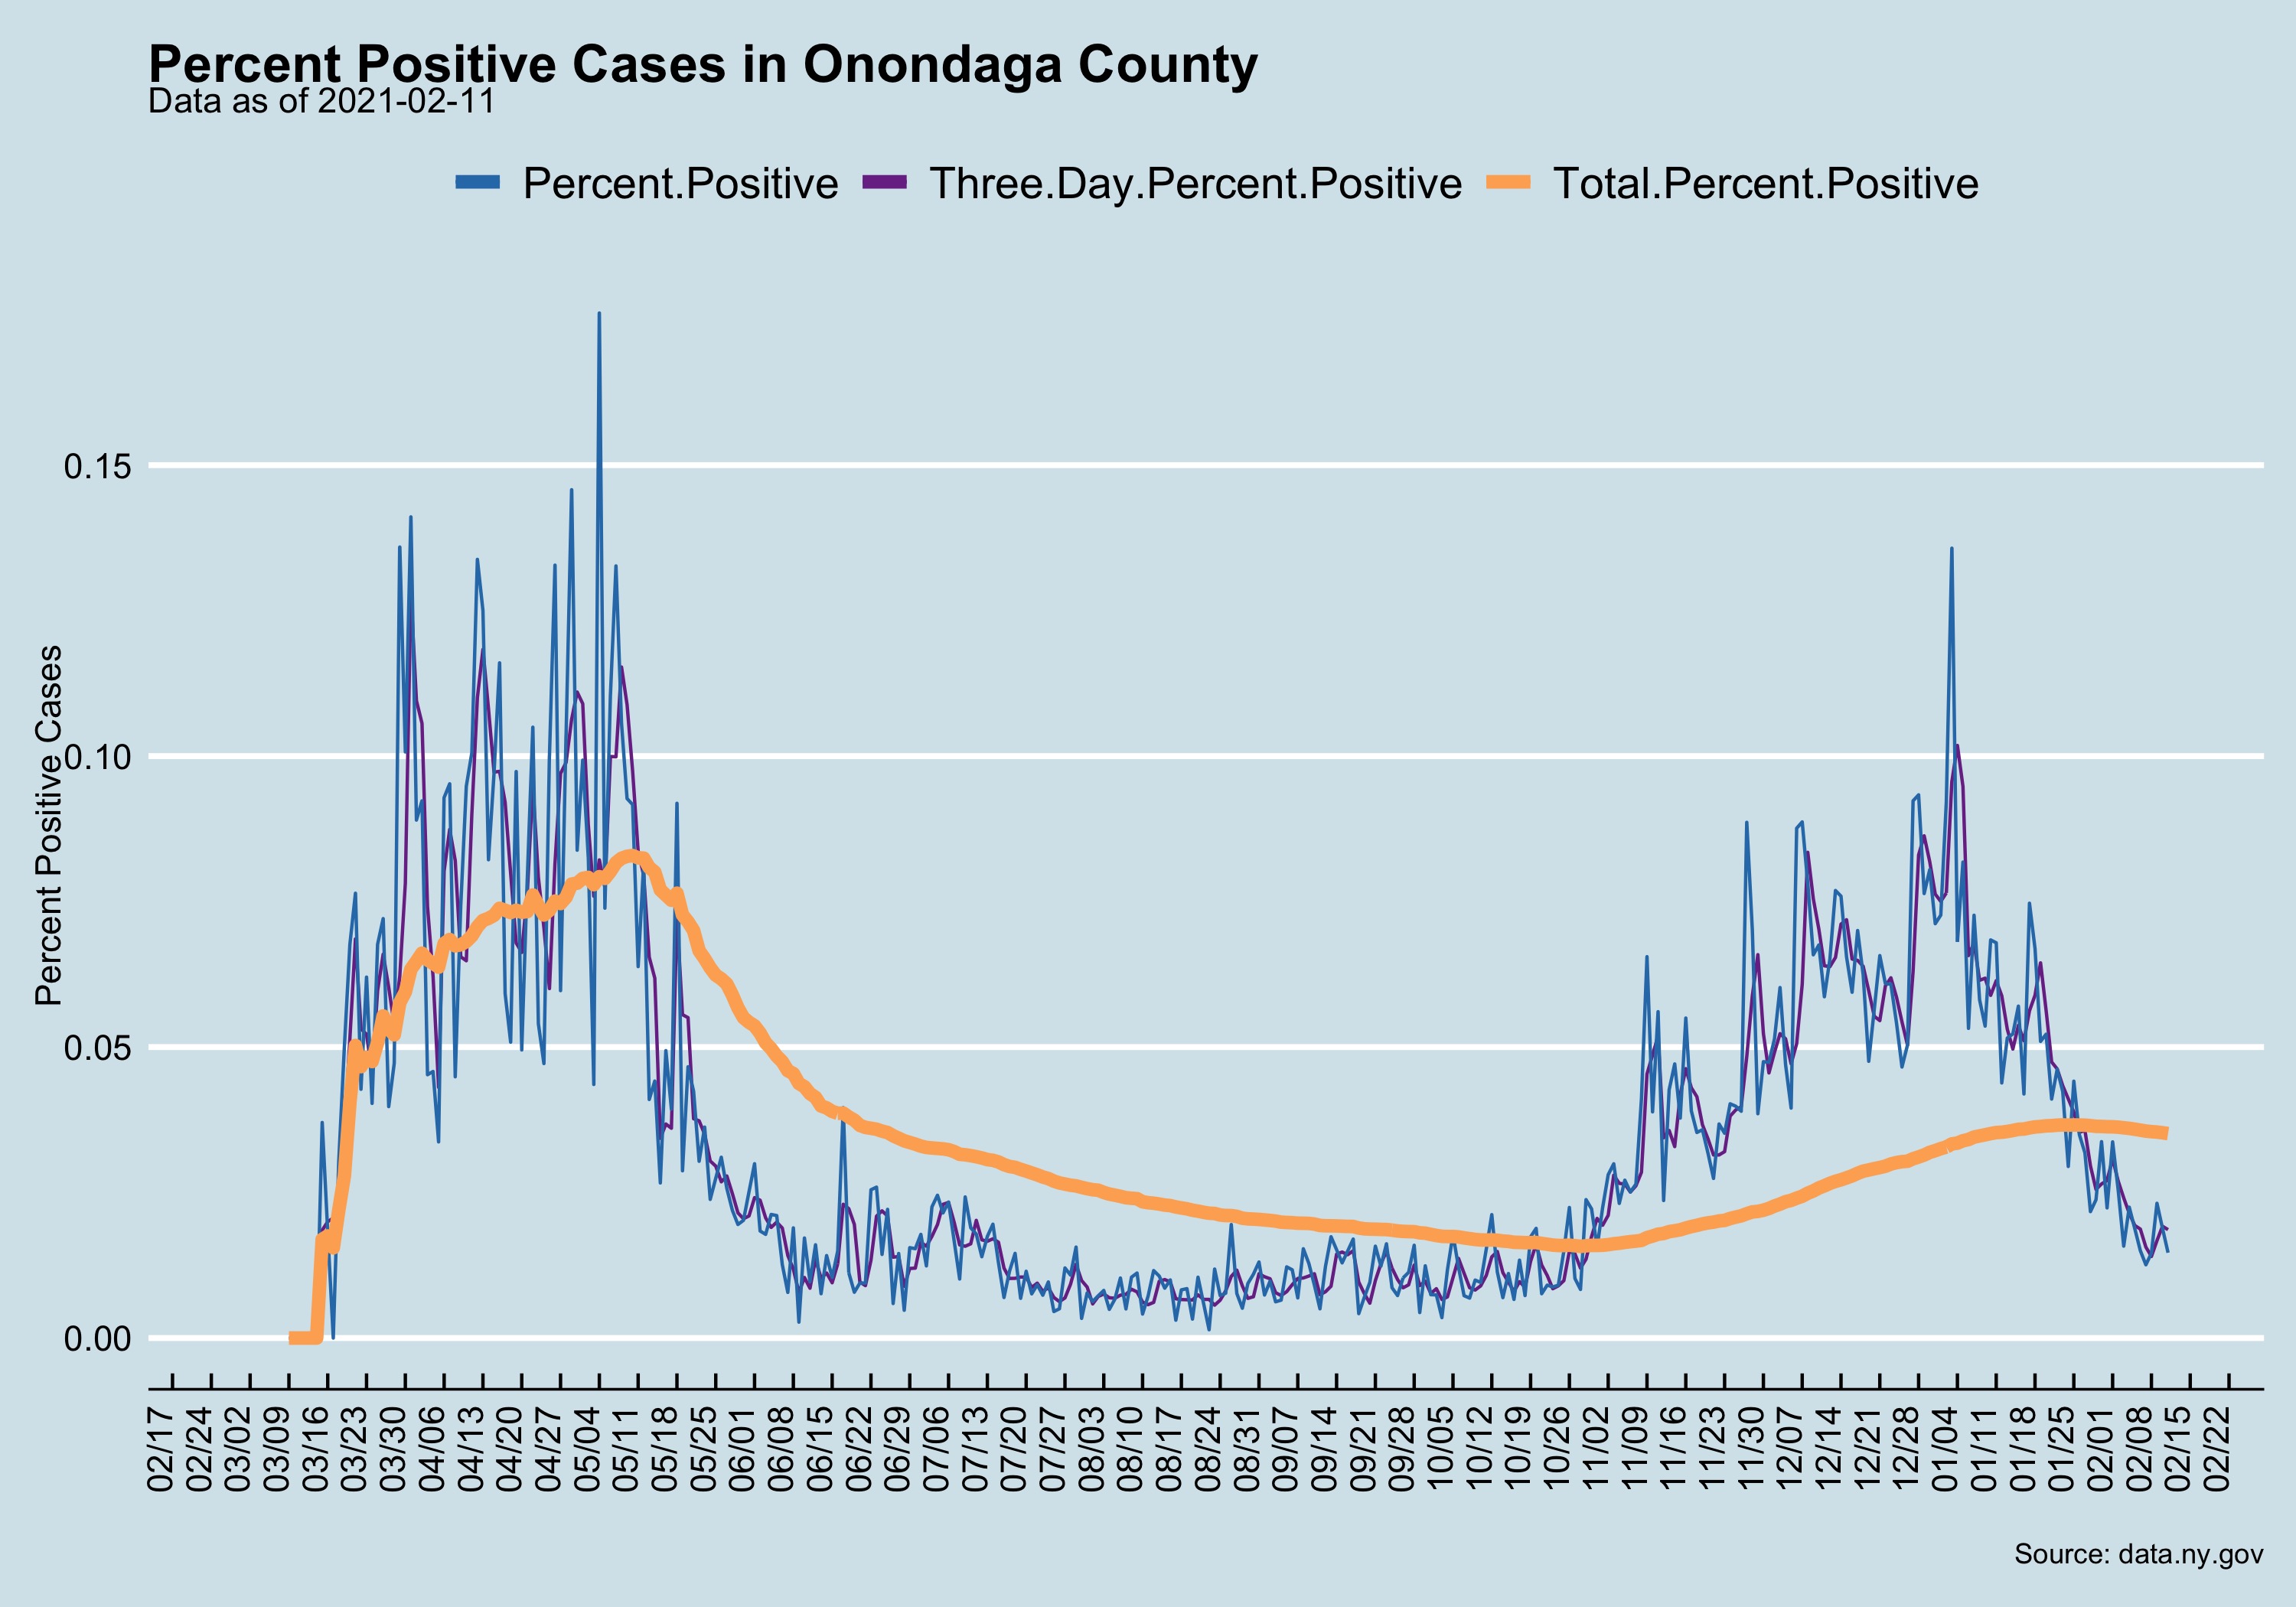 Percent Positive Cases in Onondaga County
Data as of 2021-02-11
Percent.Positive Three.Day.Percent.Positive Total.Percent.Positive
Percent Positive Cases
0.15
0.10
0.05
0.00
02/17 02/24 03/02 03/09 03/16 03/23 03/30 04/06 04/13 04/20 04/27 05/04 05/11 05/18 05/25 06/01 06/08 06/15 06/22 06/29 07/06 07/13 07/20 07/27 08/03 08/10 08/17 08/24 08/31 09/07 09/14 09/21 09/28 10/05 10/12 10/19 10/26 11/02 11/09 11/16 11/23 11/30 12/07 12/14 12/21 12/28 01/04 01/11 01/18 01/25 02/01 02/08 02/15 02/22
Source: data.ny.gov